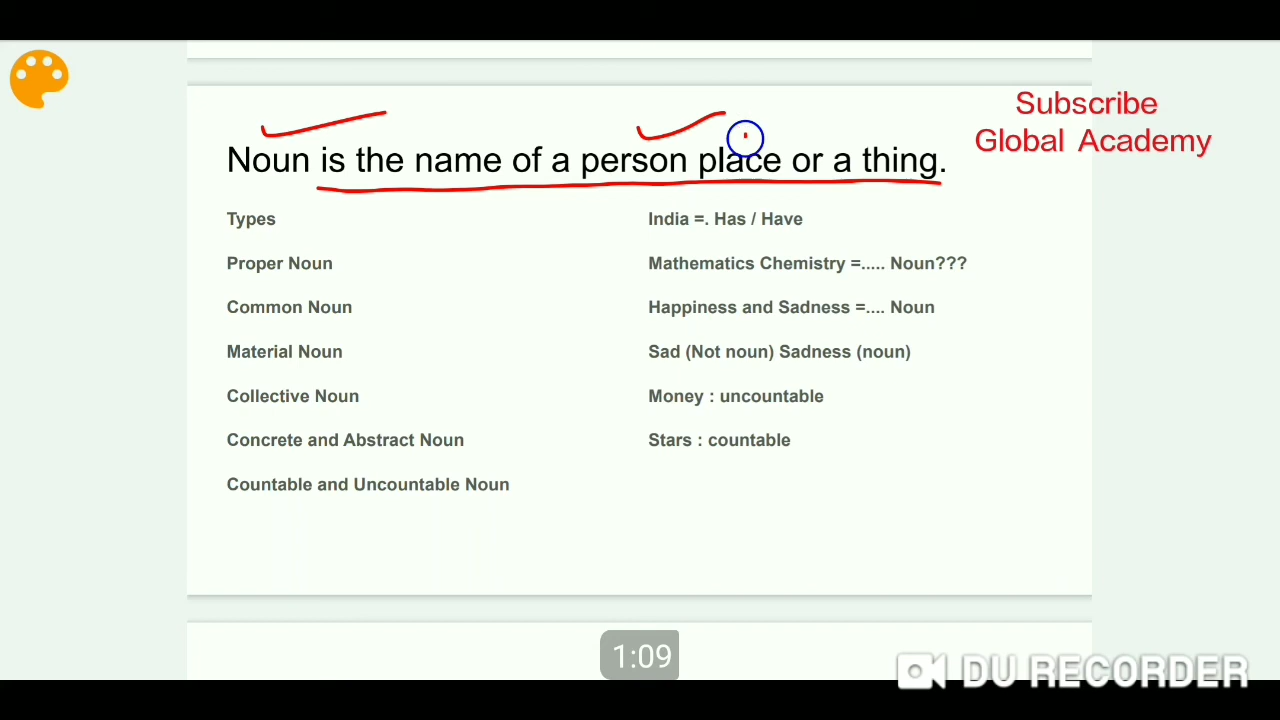 Subscribe
Global Academy
Noun is the name of a person place or a thing.
Types
Proper Noun
Common Noun
Material Noun
Collective Noun
Concrete and Abstract Noun
Countable and Uncountable Noun
India =. Has / Have
Mathematics Chemistry =..... Noun???
Happiness and Sadness =.... Noun
Sad (Not noun) Sadness (noun)
Money : uncountable
Stars : countable
1:09
DU RECORDER